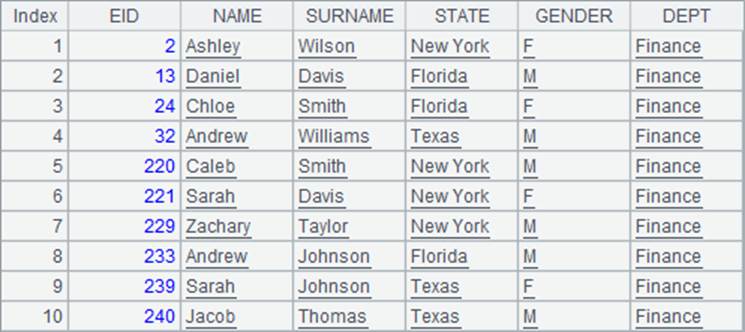 Index EID NAME SURNAME STATE GENDER DEPT
1 2 Ashley Wilson New York F Finance
2 13 Daniel Davis Florida M Finance
3 24 Chloe Smith Florida F Finance
4 32 Andrew Williams Texas M Finance
5 220 Caleb Smith New York M Finance
6 221 Sarah Davis New York F Finance
7 229 Zachary Taylor New York M Finance
8 233 Andrew Johnson Florida M Finance
9 239 Sarah Johnson Texas F Finance
10 240 Jacob Thomas Texas M Finance